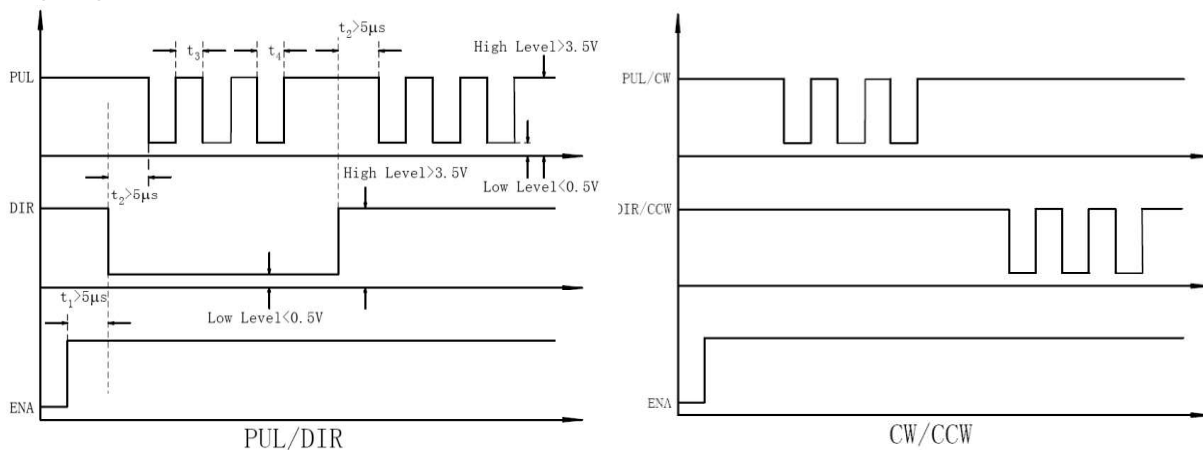 t₂>5μs
High Level>3.5V
t₃
t₄
PUL
t₂>5μs
High Level>3.5V
Low Level<0.5V
DIR
t₁>5μs
Low Level<0.5V
ENA
PUL/DIR
PUL/CW
DIR/CCW
ENA
CW/CCW